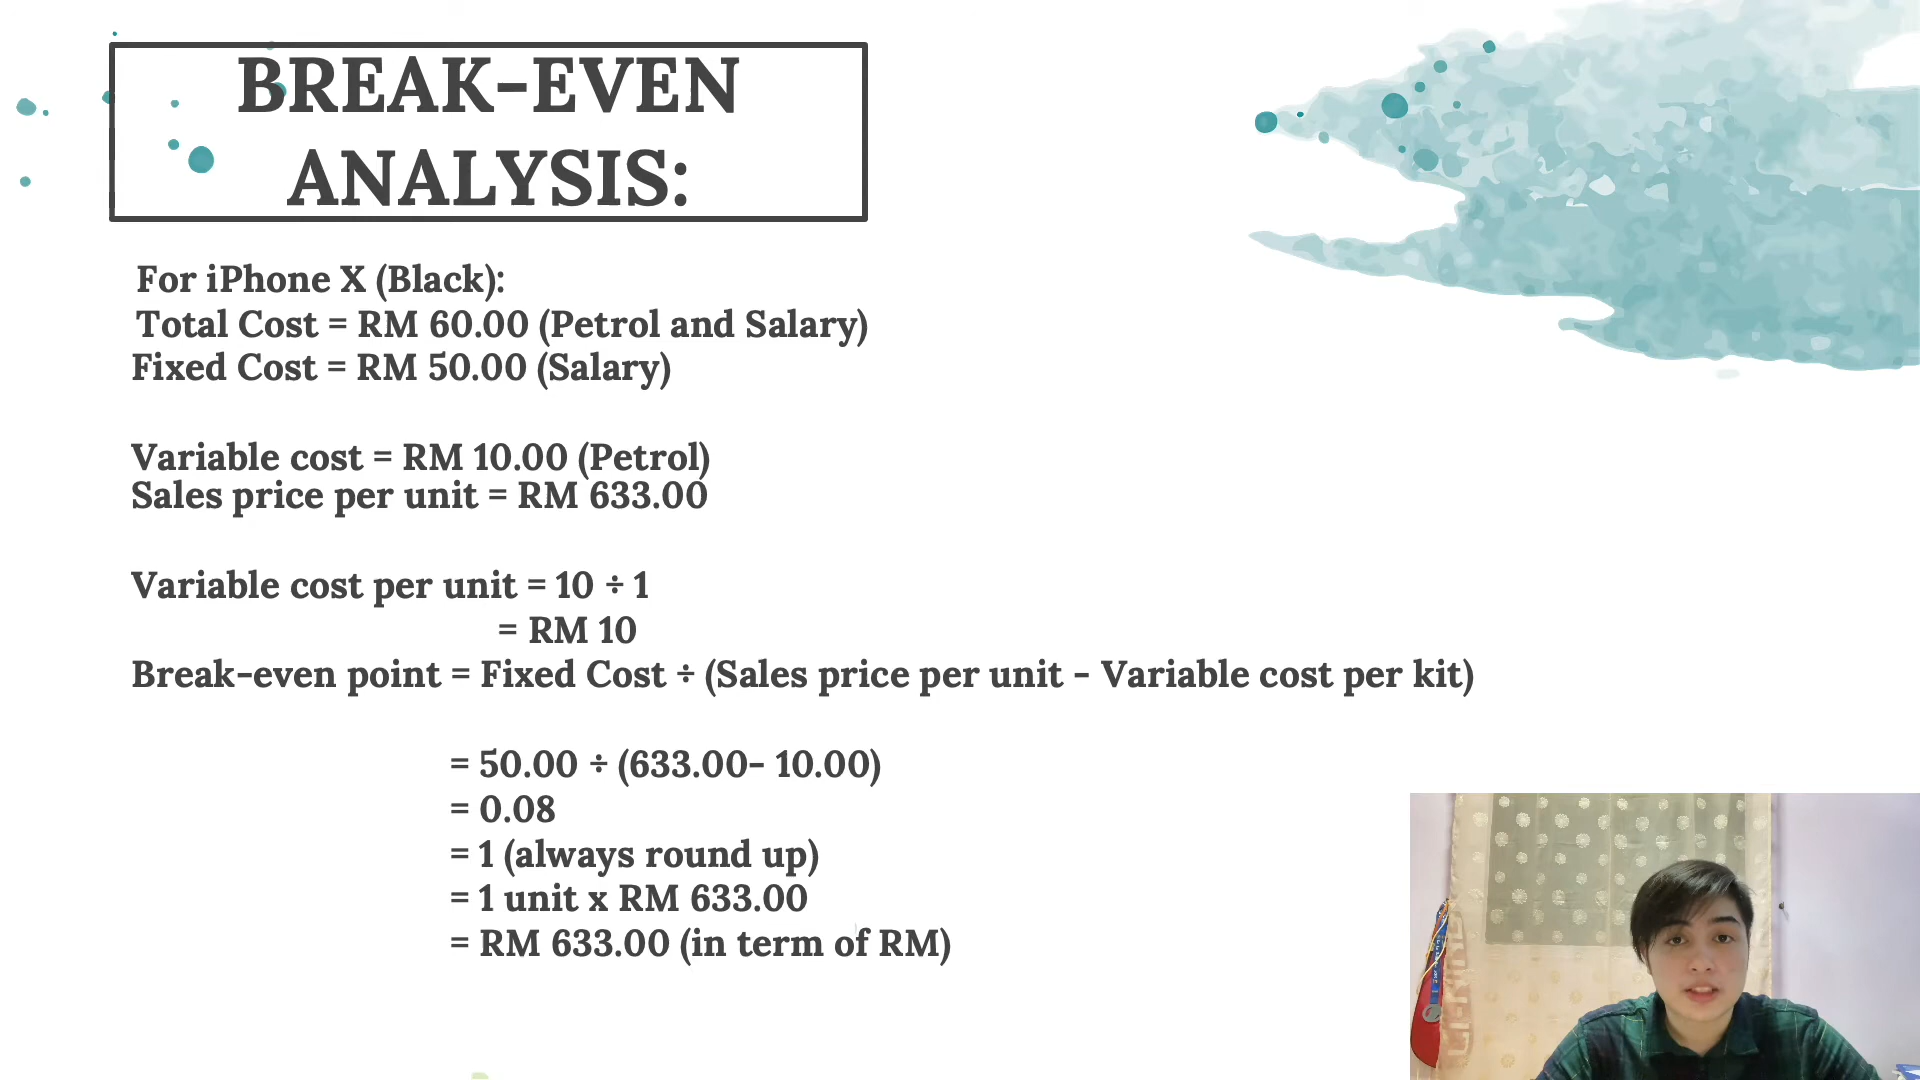 BREAK-EVEN
ANALYSIS:
For iPhone X (Black):
Total Cost = RM 60.00 (Petrol and Salary)
Fixed Cost = RM 50.00 (Salary)
Variable cost = RM 10.00 (Petrol)
Sales price per unit = RM 633.00
Variable cost per unit = 10 ÷ 1
= RM 10
Break-even point = Fixed Cost ÷ (Sales price per unit - Variable cost per kit)
= 50.00 ÷ (633.00- 10.00)
= 0.08
= 1 (always round up)
= 1 unit x RM 633.00
= RM 633.00 (in term of RM)